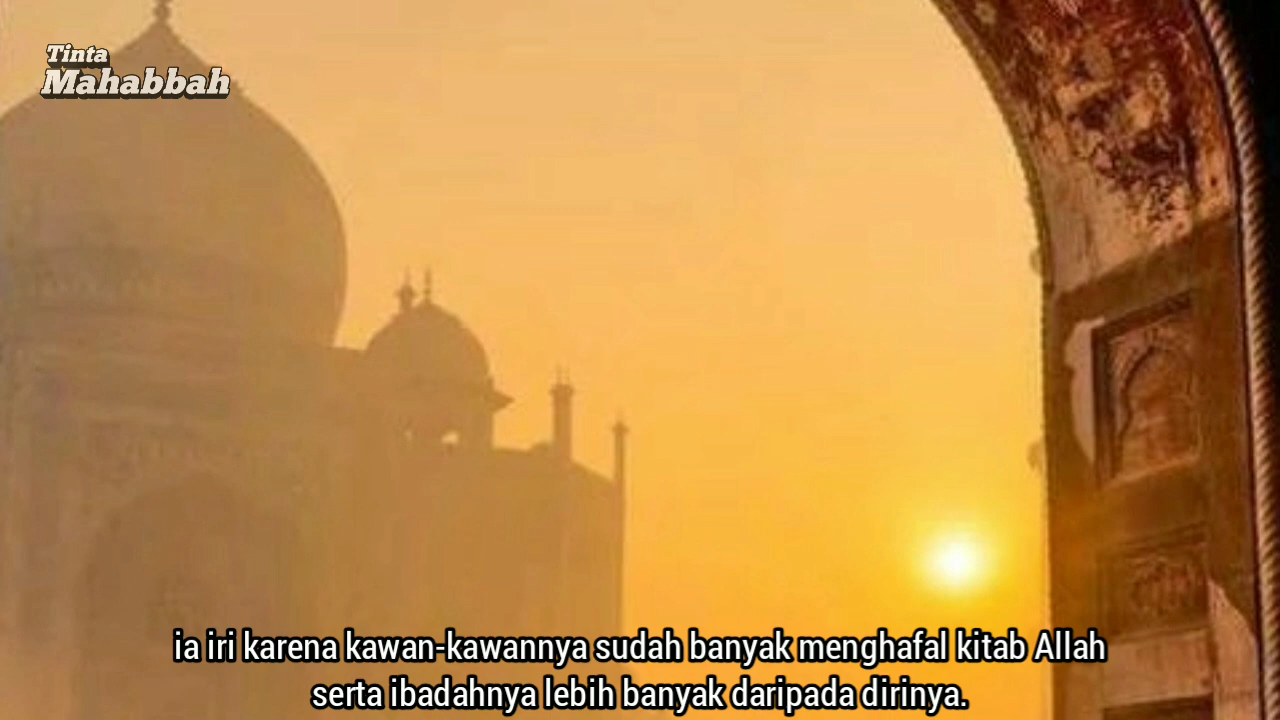 Tinta
Mahabbah
ia iri karena kawan-kawannya sudah banyak menghafal kitab Allah
serta ibadahnya lebih banyak daripada dirinya.